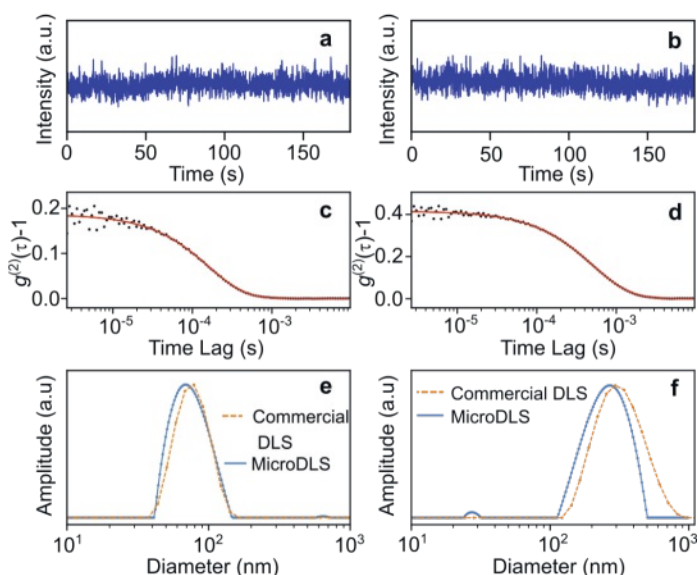 a
Intensity (a.u.)
0 50 100 150
Time (s)
b
Intensity (a.u.)
0 50 100 150
Time (s)
c
g(2)(τ)-1
0.2
0.1
0.0
10-5 10-4 10-3
Time Lag (s)
d
g(2)(τ)-1
0.4
0.2
0.0
10-5 10-4 10-3
Time Lag (s)
e
Amplitude (a.u)
Commercial
DLS
MicroDLS
101 102 103
Diameter (nm)
f
Amplitude (a.u)
Commercial DLS
MicroDLS
101 102 103
Diameter (nm)